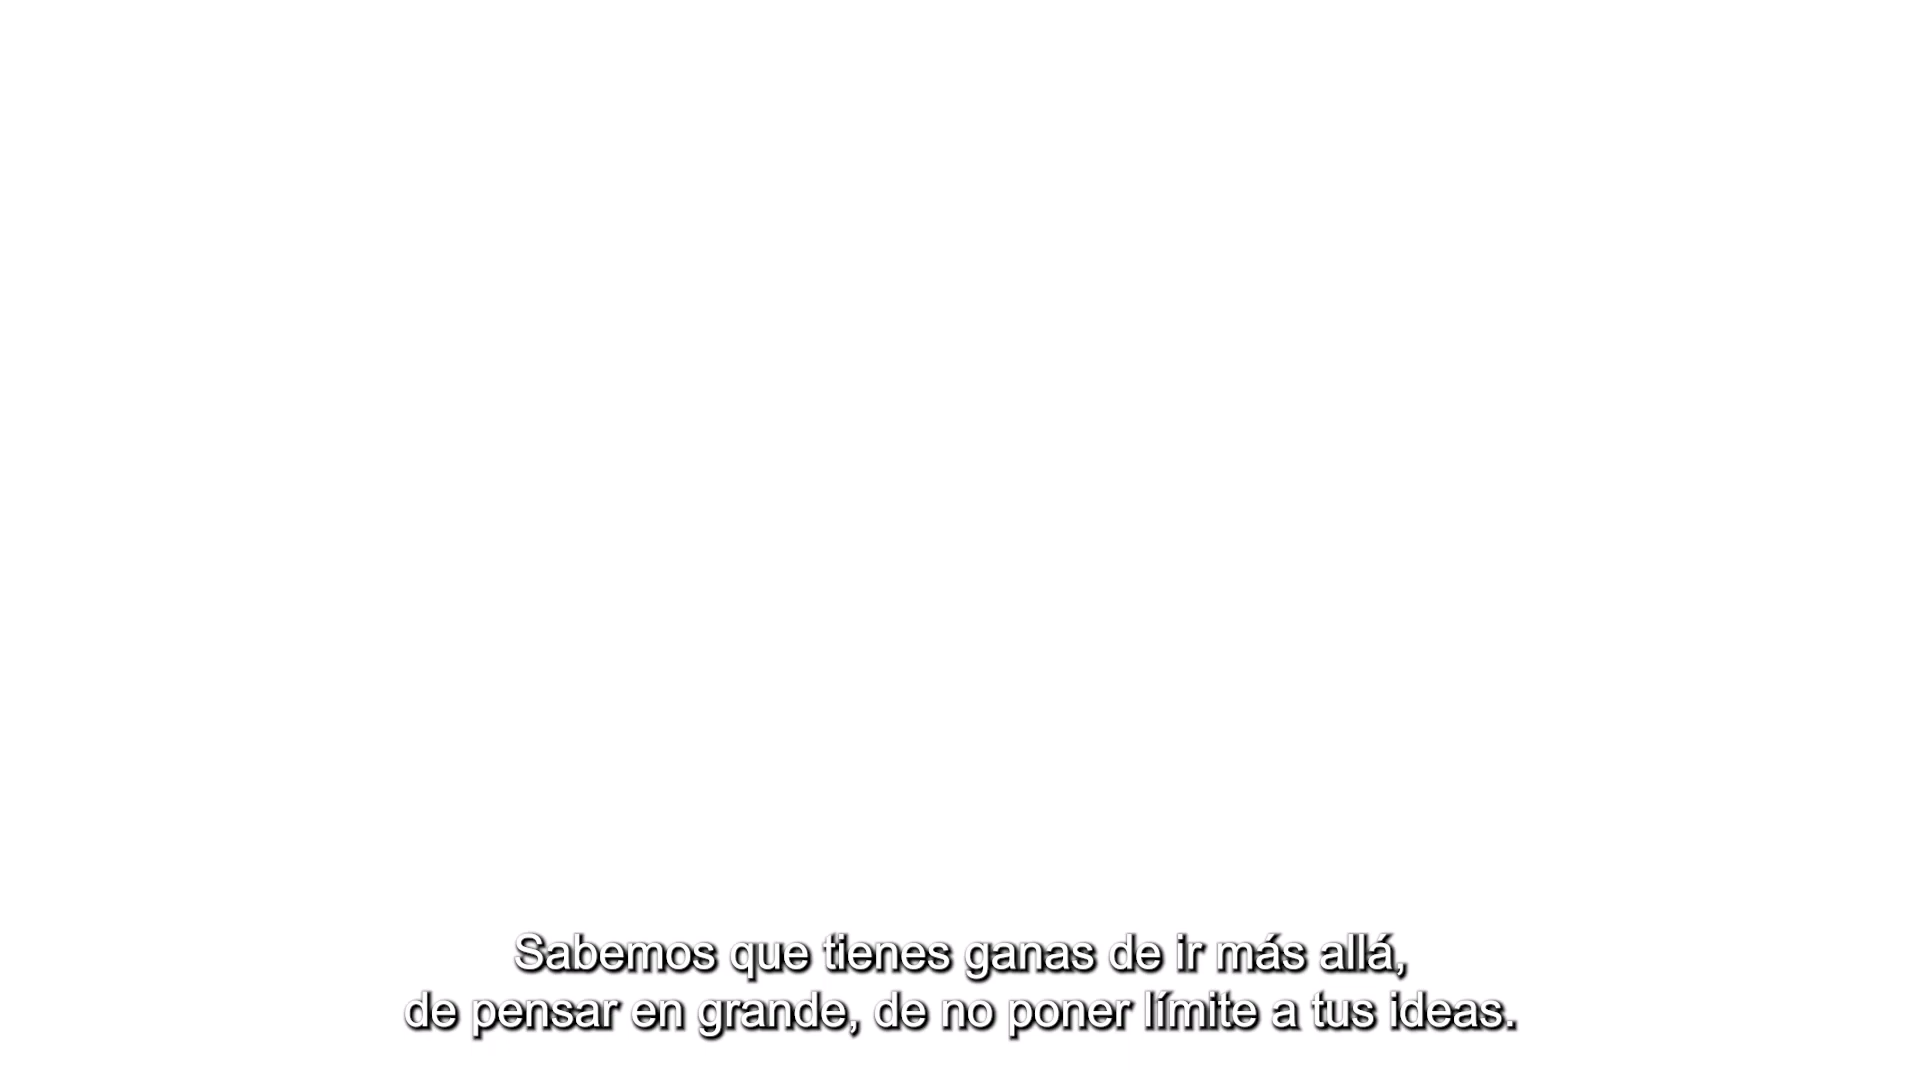 Sabemos que tienes ganas de ir más allá,
de pensar en grande, de no poner límite a tus ideas.